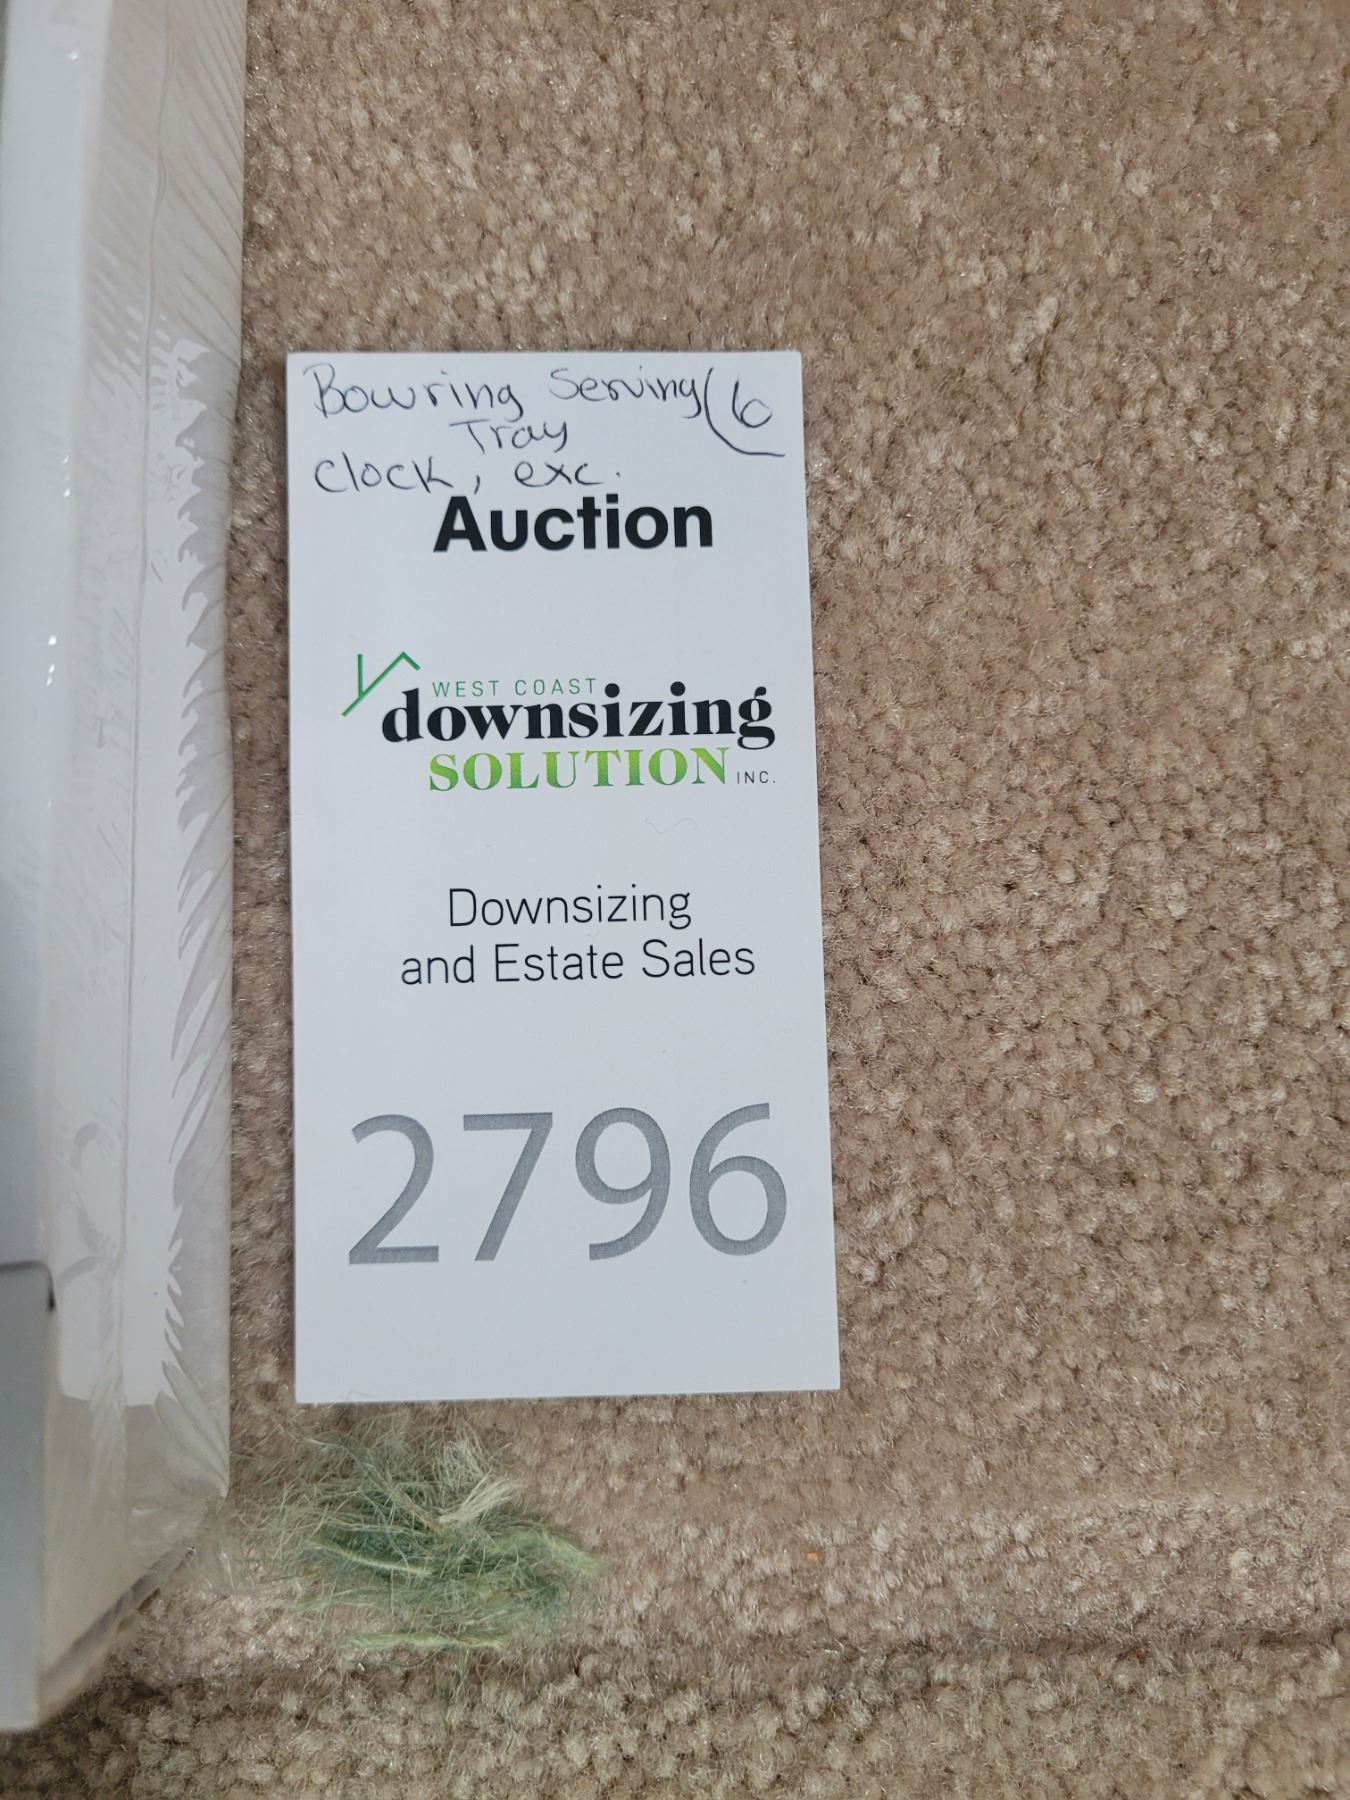 Bowring Serving (6
Tray
clock, exc.
Auction
WEST COAST
downsizing
SOLUTION INC.
Downsizing
and Estate Sales
2796